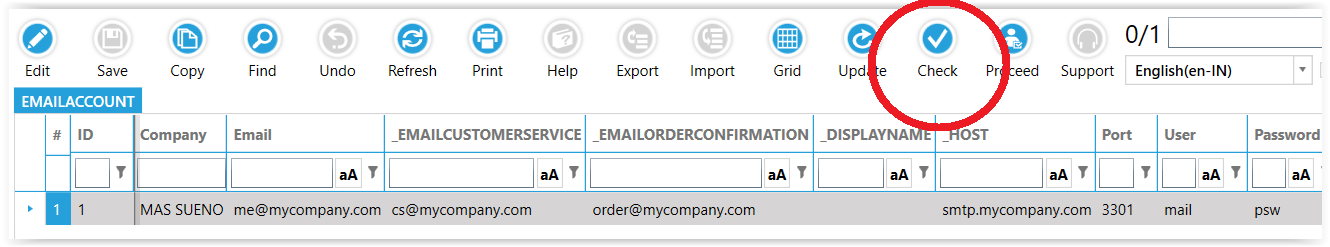 0/1
Edit Save Copy Find Undo Refresh Print Help Export Import Grid Update Check Proceed Support English(en-IN)
EMAILACCOUNT
# ID Company Email _EMAILCUSTOMERSERVICE _EMAILORDERCONFIRMATION _DISPLAYNAME _HOST Port User Password
aA aA aA aA aA aA aA
1 1 MAS SUENO me@mycompany.com cs@mycompany.com order@mycompany.com smtp.mycompany.com 3301 mail psw